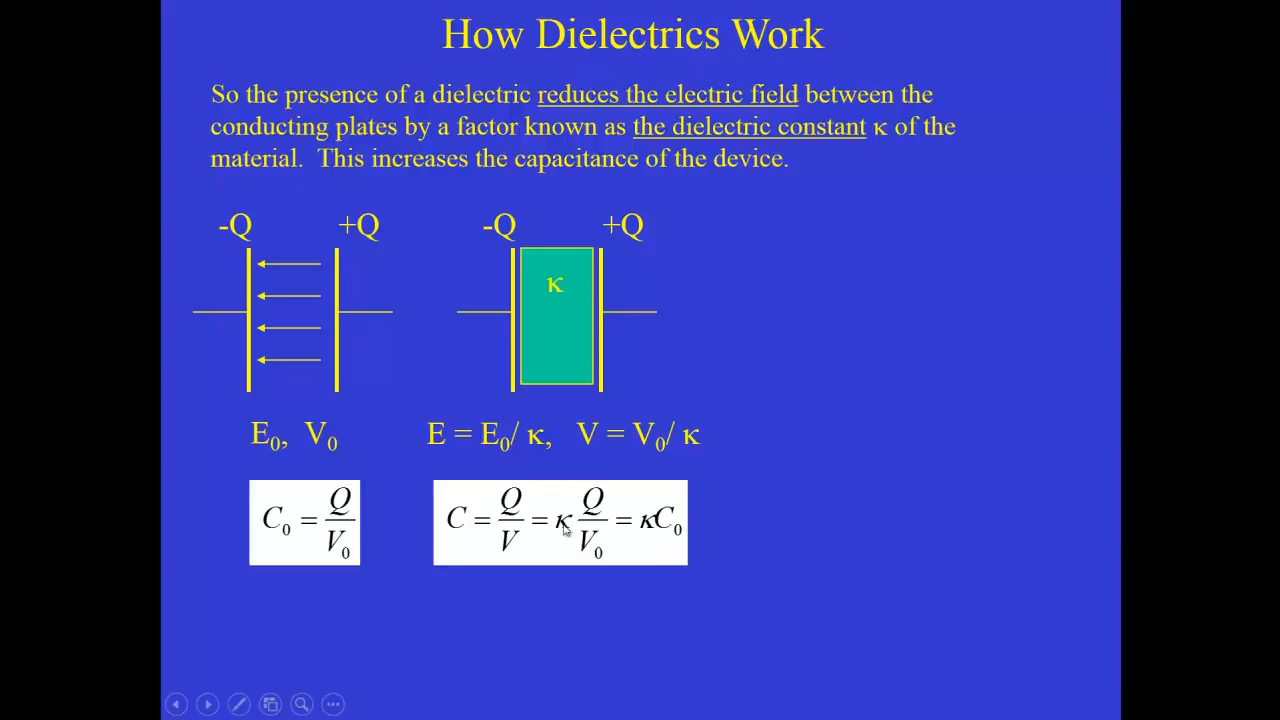 How Dielectrics Work
So the presence of a dielectric reduces the electric field between the
conducting plates by a factor known as the dielectric constant κ of the
material. This increases the capacitance of the device.
-Q +Q -Q +Q
κ
E₀, V₀ E = E₀/ κ, V = V₀/ κ
C₀ = Q/V₀ C = Q/V = κ Q/V₀ = κC₀